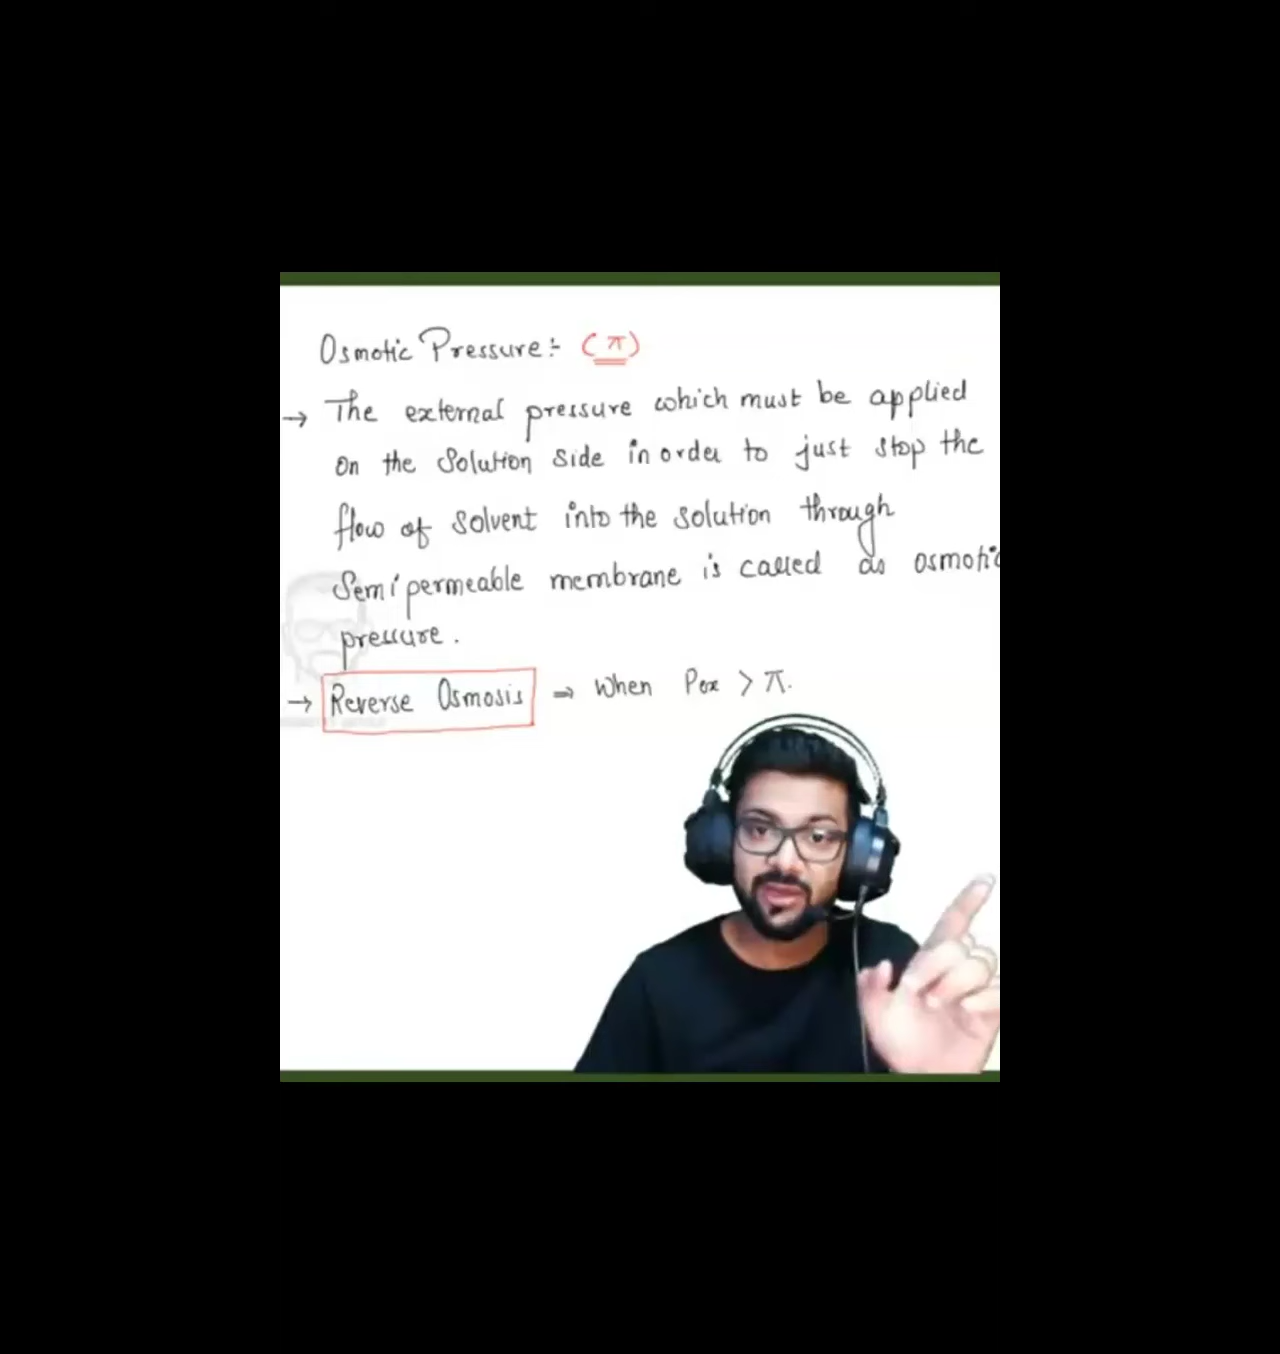 Osmotic Pressure:- (π)
→ The external pressure which must be applied
on the solution side in order to just stop the
flow of solvent into the solution through
Semipermeable membrane is called as osmotic
pressure.
→ Reverse Osmosis ⇒ When Pex > π.